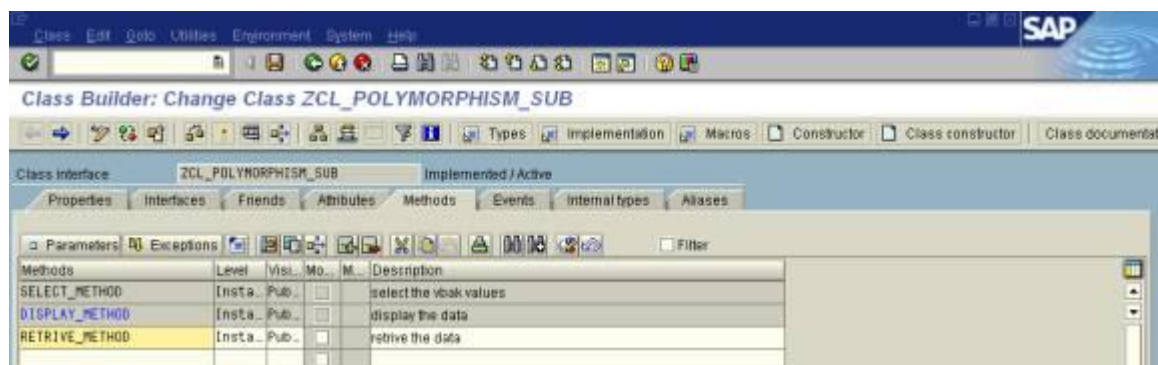 Class Edit Goto Utilities Environment System Help
SAP
Class Builder: Change Class ZCL_POLYMORPHISM_SUB
Types Implementation Macros Constructor Class constructor Class documentat
Class interface ZCL_POLYMORPHISM_SUB Implemented / Active
Properties Interfaces Friends Attributes Methods Events Internal types Aliases
Parameters Exceptions Filter
Methods Level Visi... Mo... M... Description
SELECT_METHOD Insta... Pub... select the vbak values
DISPLAY_METHOD Insta... Pub... display the data
RETRIVE_METHOD Insta... Pub... retrive the data